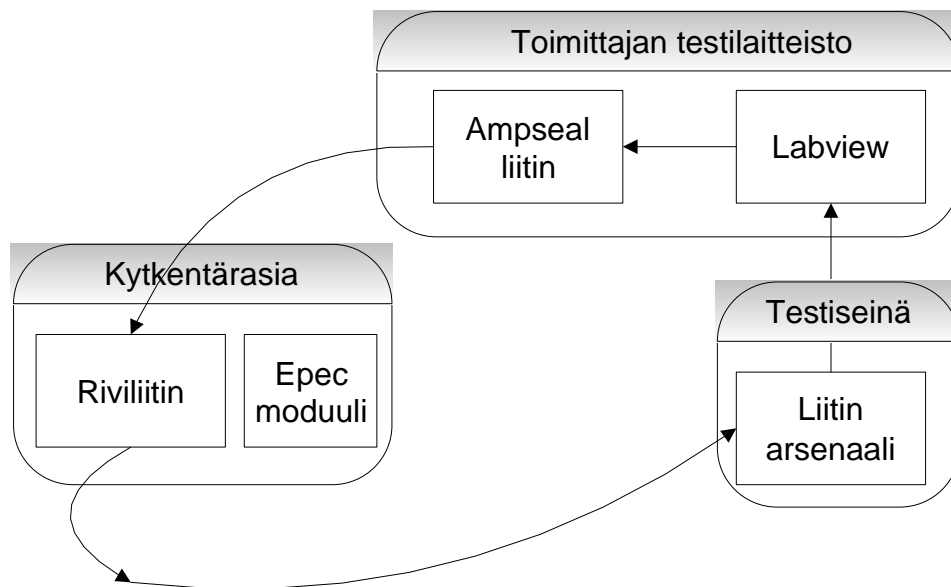 Toimittajan testilaitteisto
Ampseal
liitin
Labview
Kytkentärasia
Riviliitin
Epec
moduuli
Testiseinä
Liitin
arsenaali